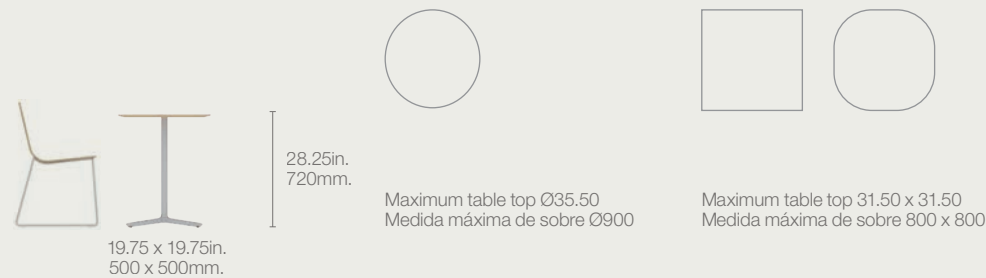 28.25in.
720mm.
19.75 x 19.75in.
500 x 500mm.
Maximum table top Ø35.50
Medida máxima de sobre Ø900
Maximum table top 31.50 x 31.50
Medida máxima de sobre 800 x 800